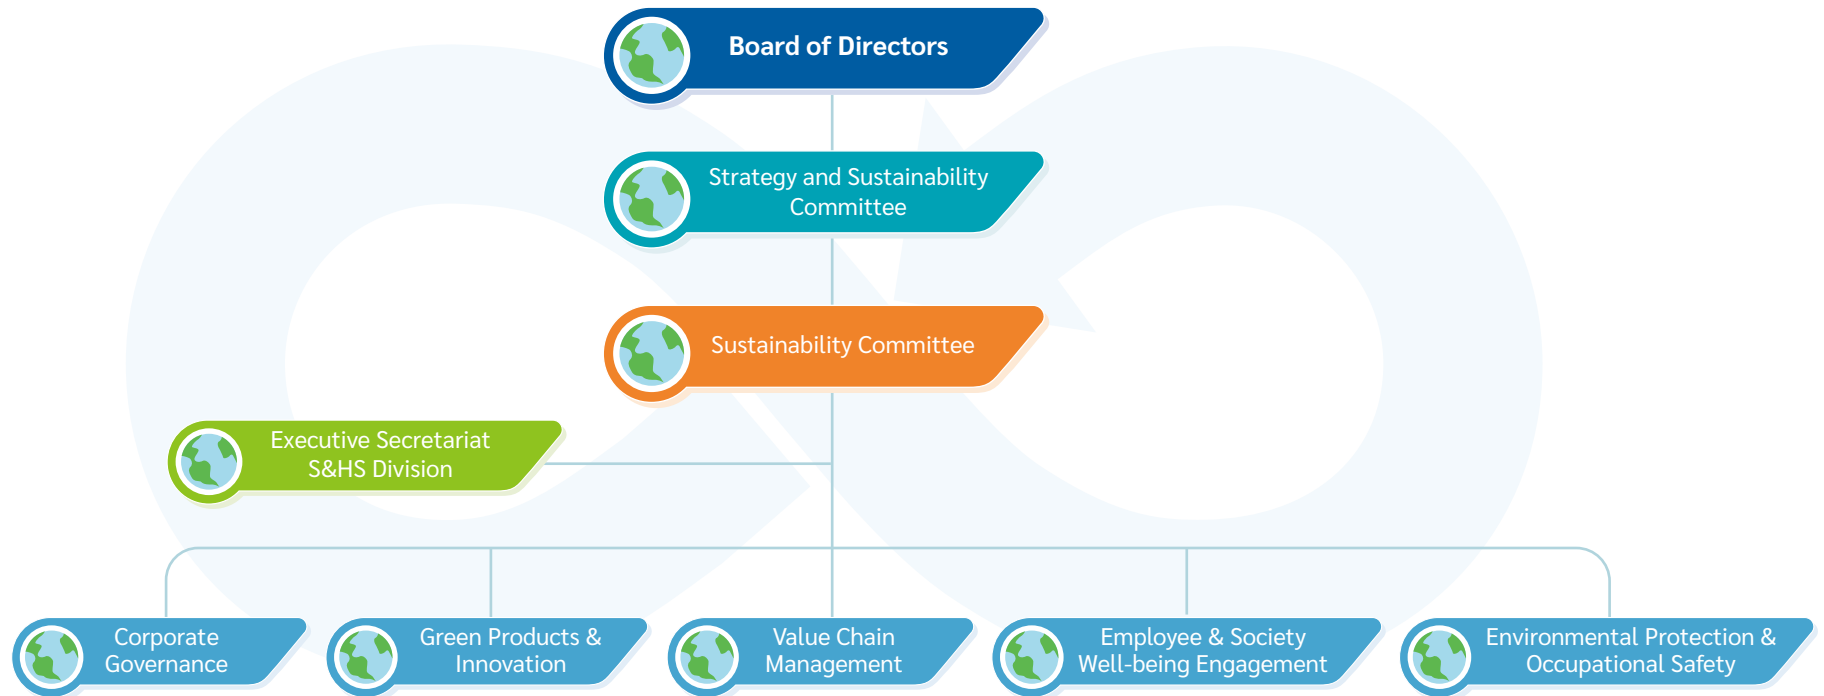 Board of Directors
Strategy and Sustainability
Committee
Sustainability Committee
Executive Secretariat
S&HS Division
Corporate
Governance
Green Products &
Innovation
Value Chain
Management
Employee & Society
Well-being Engagement
Environmental Protection &
Occupational Safety